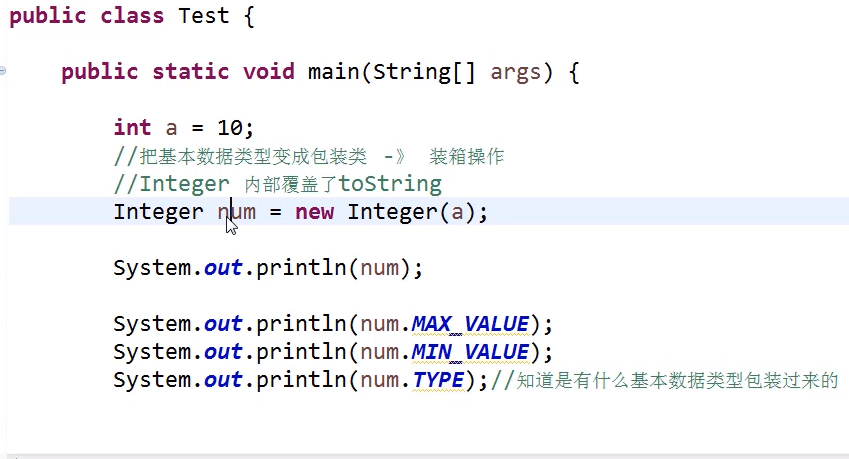 public class Test {
public static void main(String[] args) {
int a = 10;
//把基本数据类型变成包装类 -》 装箱操作
//Integer 内部覆盖了toString
Integer num = new Integer(a);
System.out.println(num);
System.out.println(num.MAX_VALUE);
System.out.println(num.MIN_VALUE);
System.out.println(num.TYPE);//知道是有什么基本数据类型包装过来的